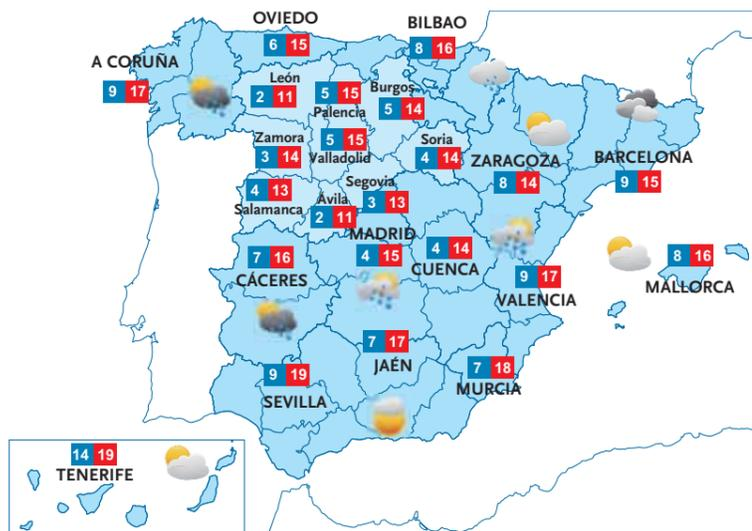 OVIEDO
6 15
BILBAO
8 16
A CORUÑA
9 17
León
2 11
5 15
Palencia
Burgos
5 14
Zamora
3 14
5 15
Valladolid
Soria
4 14
ZARAGOZA
8 14
BARCELONA
9 15
4 13
Salamanca
Ávila
2 11
Segovia
3 13
MADRID
4 15
4 14
CUENCA
7 16
CÁCERES
9 17
VALENCIA
8 16
MALLORCA
7 17
JAÉN
7 18
MURCIA
9 19
SEVILLA
14 19
TENERIFE